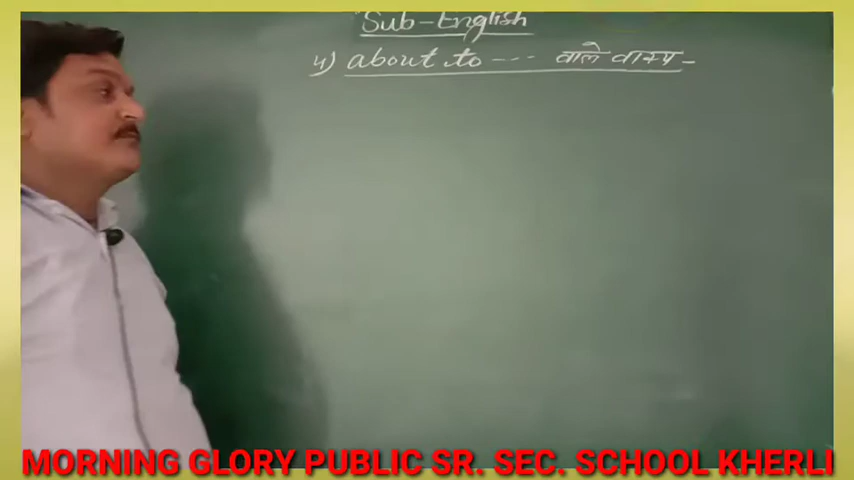 Sub-English
4) about to --- वाले वाक्य -
MORNING GLORY PUBLIC SR. SEC. SCHOOL KHERLI